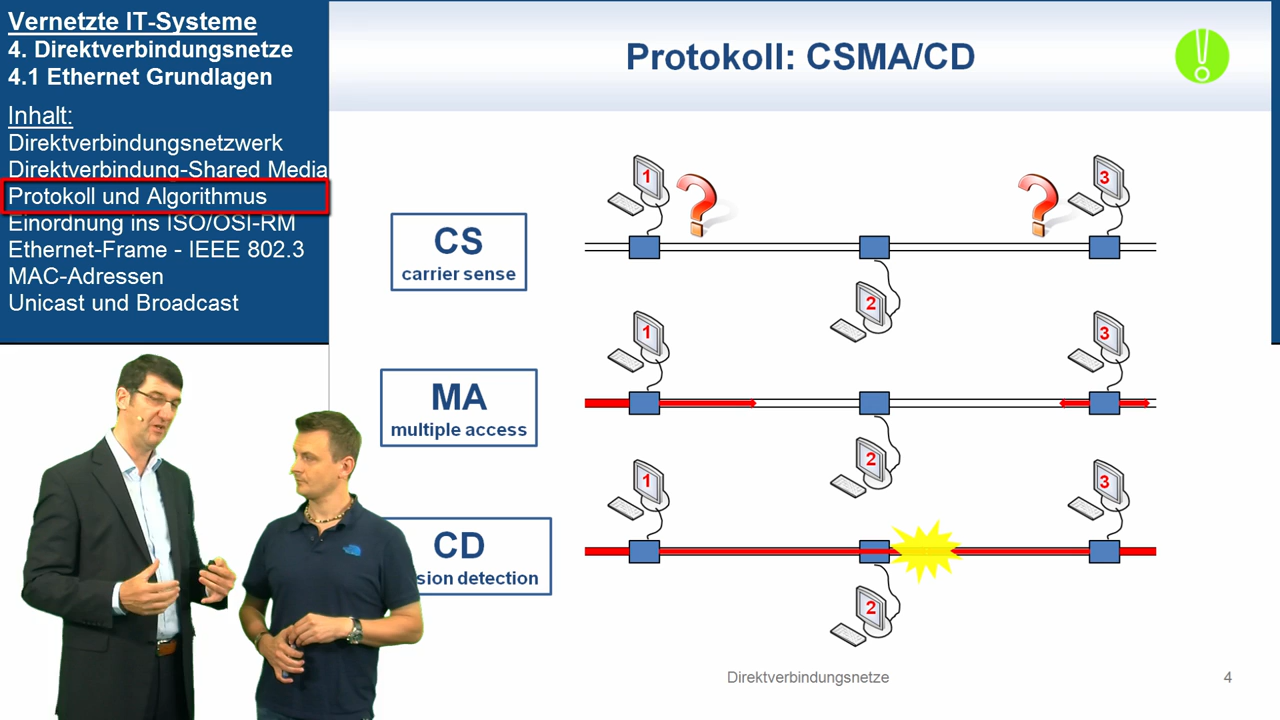 Vernetzte IT-Systeme
4. Direktverbindungsnetze
4.1 Ethernet Grundlagen
Inhalt:
Direktverbindungsnetzwerk
Direktverbindung-Shared Media
Protokoll und Algorithmus
Einordnung ins ISO/OSI-RM
Ethernet-Frame - IEEE 802.3
MAC-Adressen
Unicast und Broadcast
Protokoll: CSMA/CD
1
3
CS
carrier sense
2
1
3
MA
multiple access
2
1
3
CD
sion detection
2
Direktverbindungsnetze
4